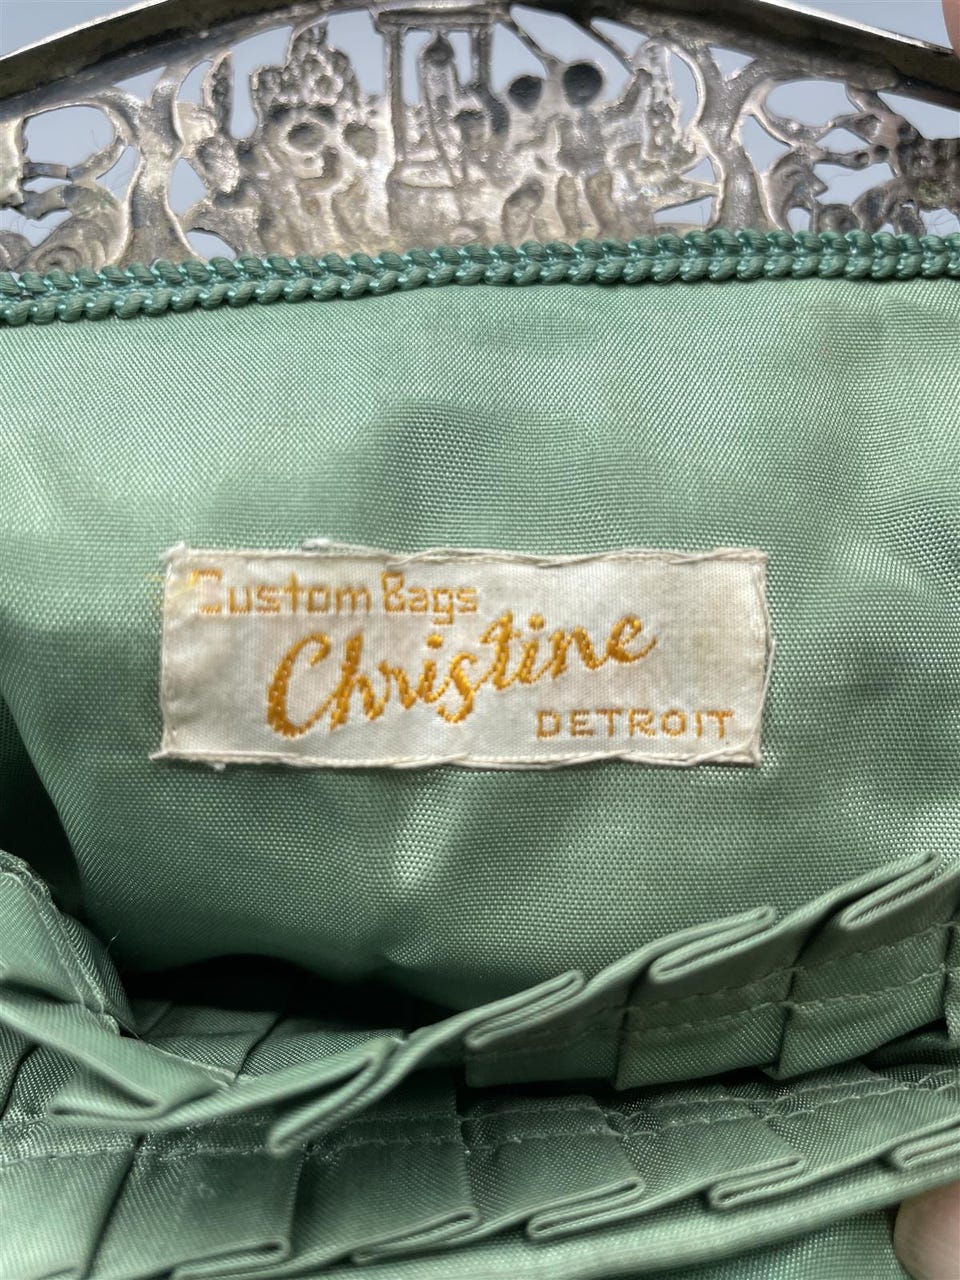 Custom Bags
Christine
DETROIT